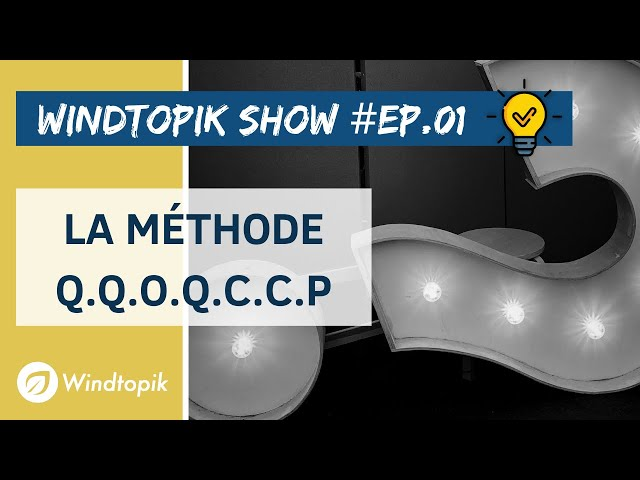 WINDTOPIK SHOW #EP.01
LA MÉTHODE
Q.Q.O.Q.C.C.P
Windtopik